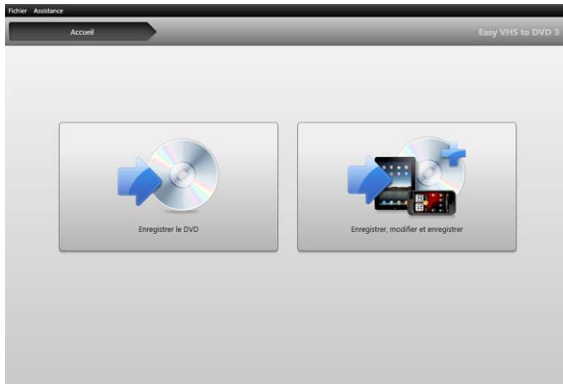 Fichier Assistance
Accueil
Easy VHS to DVD 3
Enregistrer le DVD
Enregistrer, modifier et enregistrer